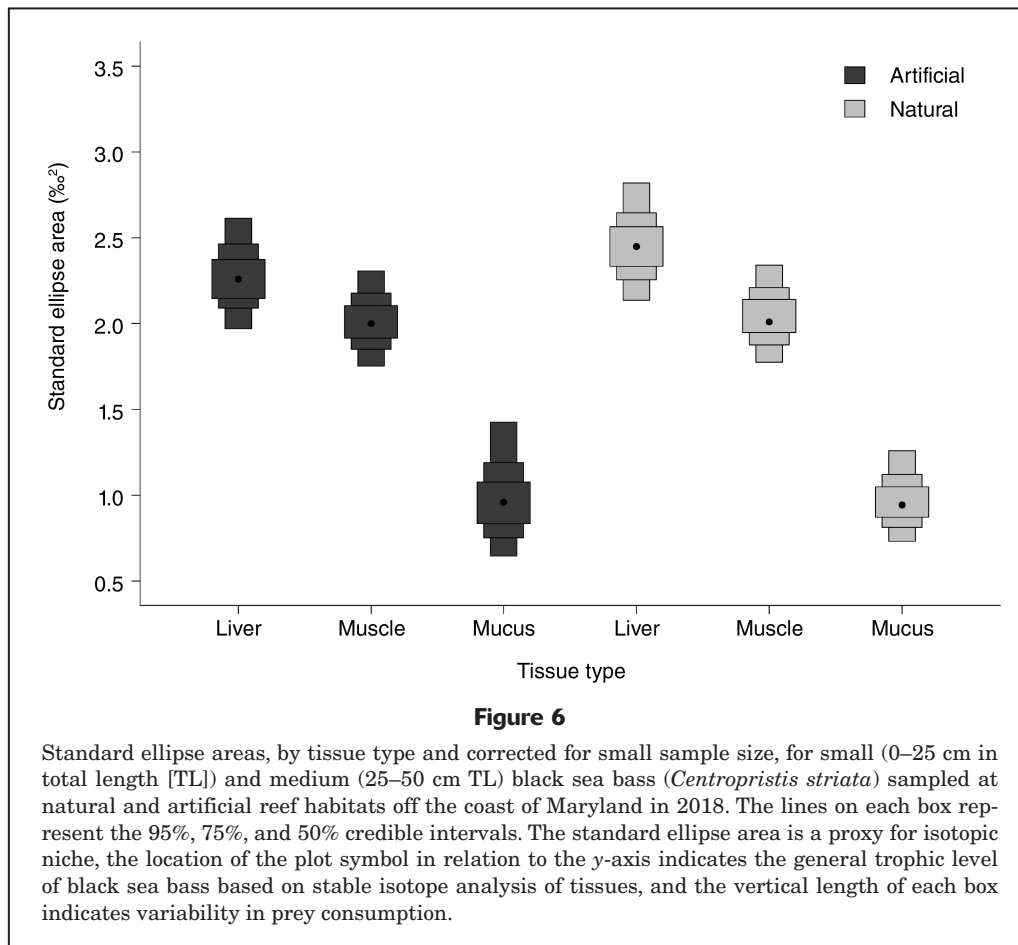 3.5
3.0
2.5
2.0
1.5
1.0
0.5
Standard ellipse area (‰²)
Artificial
Natural
Liver Muscle Mucus Liver Muscle Mucus
Tissue type
Figure 6
Standard ellipse areas, by tissue type and corrected for small sample size, for small (0–25 cm in
total length [TL]) and medium (25–50 cm TL) black sea bass (Centropristis striata) sampled at
natural and artificial reef habitats off the coast of Maryland in 2018. The lines on each box rep-
resent the 95%, 75%, and 50% credible intervals. The standard ellipse area is a proxy for isotopic
niche, the location of the plot symbol in relation to the y-axis indicates the general trophic level
of black sea bass based on stable isotope analysis of tissues, and the vertical length of each box
indicates variability in prey consumption.